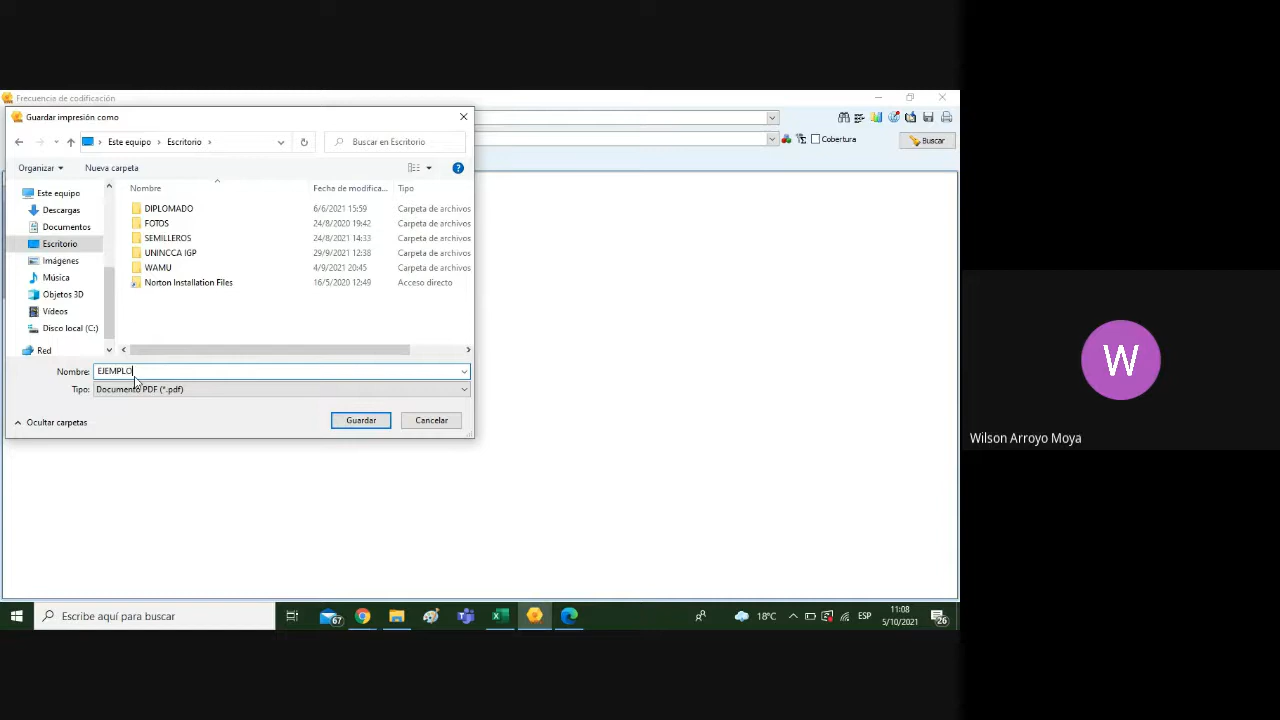 Frecuencia de codificación
Guardar impresión como
Este equipo
Escritorio
Buscar en Escritorio
Cobertura
Buscar
Organizar
Nueva carpeta
Nombre
Fecha de modifica...
Tipo
Este equipo
Descargas
Documentos
Escritorio
Imágenes
Música
Objetos 3D
Vídeos
Disco local (C:)
Red
DIPLOMADO 6/6/2021 15:59 Carpeta de archivos
FOTOS 24/8/2020 19:42 Carpeta de archivos
SEMILLEROS 24/8/2021 14:33 Carpeta de archivos
UNINCCA IGP 29/9/2021 12:38 Carpeta de archivos
WAMU 4/9/2021 20:45 Carpeta de archivos
Norton Installation Files 16/5/2020 12:49 Acceso directo
Nombre: EJEMPLO
Tipo: Documento PDF (*.pdf)
Ocultar carpetas
Guardar
Cancelar
W
Wilson Arroyo Moya
Escribe aquí para buscar
67
18°C
ESP
11:08
5/10/2021
26